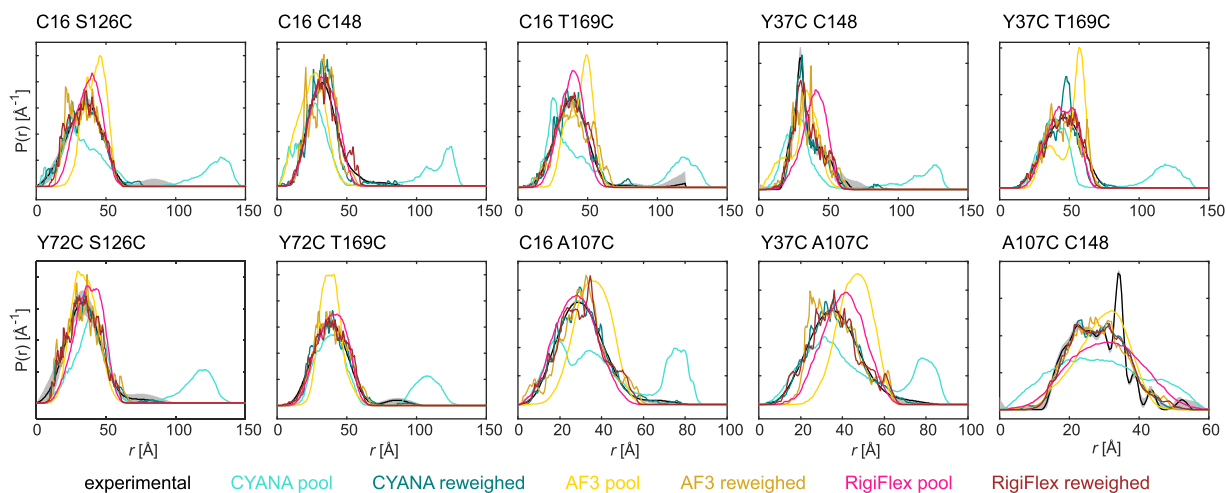 C16 S126C C16 C148 C16 T169C Y37C C148 Y37C T169C
P(r) [Å⁻¹]
0 50 100 150 0 50 100 150 0 50 100 150 0 50 100 150 0 50 100 150
Y72C S126C Y72C T169C C16 A107C Y37C A107C A107C C148
P(r) [Å⁻¹]
0 50 100 150 0 50 100 150 0 20 40 60 80 100 0 20 40 60 80 100 0 20 40 60
r [Å] r [Å] r [Å] r [Å] r [Å]
experimental CYANA pool CYANA reweighed AF3 pool AF3 reweighed RigiFlex pool RigiFlex reweighed